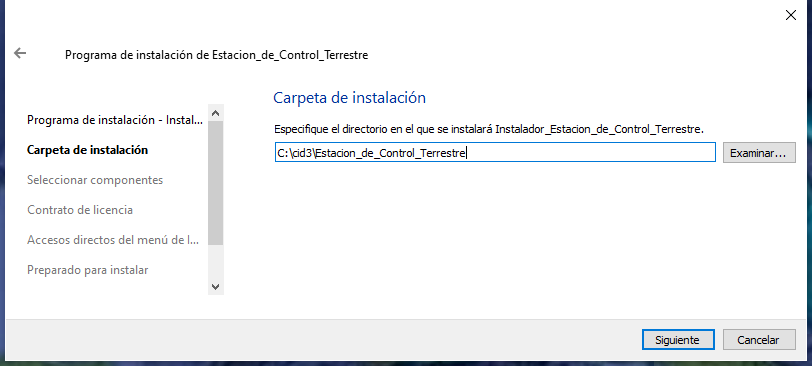 Programa de instalación de Estacion_de_Control_Terrestre
Programa de instalación - Instal...
Carpeta de instalación
Seleccionar componentes
Contrato de licencia
Accesos directos del menú de I...
Preparado para instalar
Carpeta de instalación
Especifique el directorio en el que se instalará Instalador_Estacion_de_Control_Terrestre.
C:\cid3\Estacion_de_Control_Terrestre
Examinar...
Siguiente
Cancelar